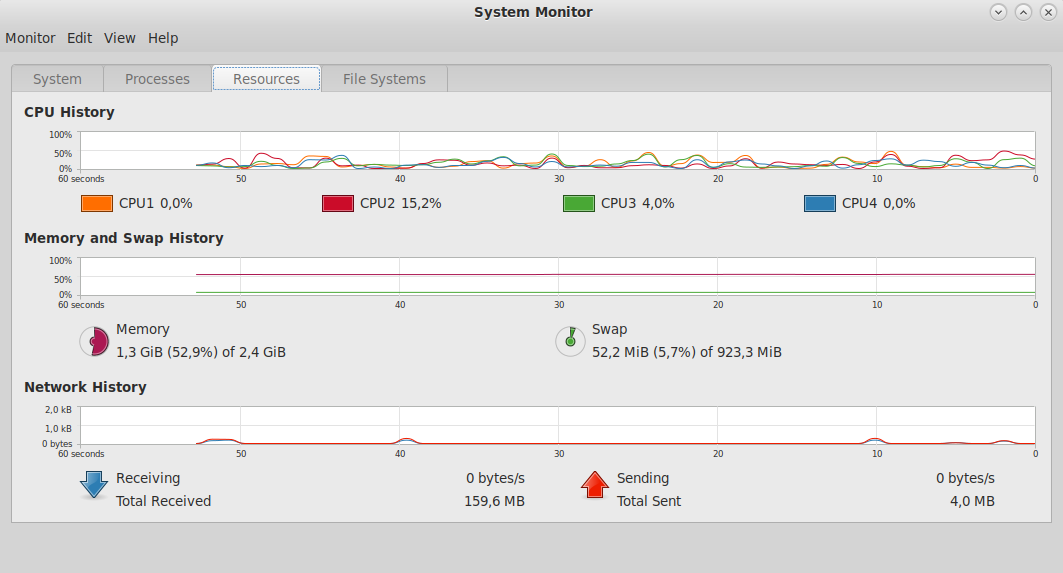 System Monitor
Monitor Edit View Help
System Processes Resources File Systems
CPU History
100%
50%
0%
60 seconds 50 40 30 20 10 0
CPU1 0,0% CPU2 15,2% CPU3 4,0% CPU4 0,0%
Memory and Swap History
100%
50%
0%
60 seconds 50 40 30 20 10 0
Memory Swap
1,3 GiB (52,9%) of 2,4 GiB 52,2 MiB (5,7%) of 923,3 MiB
Network History
2,0 kB
1,0 kB
0 bytes
60 seconds 50 40 30 20 10 0
Receiving 0 bytes/s Sending 0 bytes/s
Total Received 159,6 MB Total Sent 4,0 MB